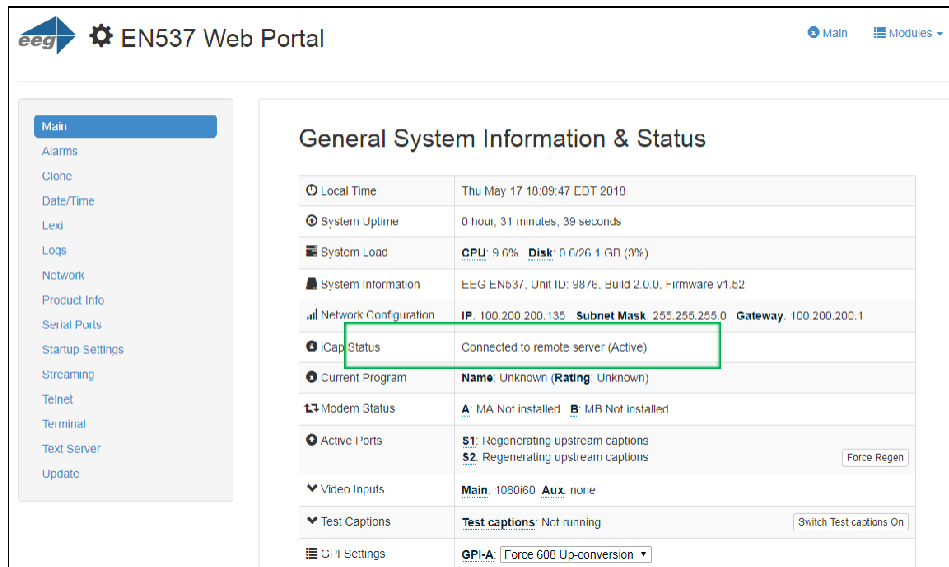 eeg EN537 Web Portal
Main Modules
Main
Alarms
Clone
Date/Time
Lexi
Logs
Network
Product Info
Serial Ports
Startup Settings
Streaming
Telnet
Terminal
Text Server
Update
General System Information & Status
Local Time Thu May 17 18:09:47 EDT 2018
System Uptime 0 hour, 31 minutes, 39 seconds
System Load CPU: 9.6% Disk: 0.6/26.1 GB (3%)
System Information EEG EN537, Unit ID: 9876, Build 2.0.0, Firmware v1.52
Network Configuration IP: 100.200.200.135 Subnet Mask: 255.255.255.0 Gateway: 100.200.200.1
iCap Status Connected to remote server (Active)
Current Program Name: Unknown (Rating: Unknown)
Modem Status A: MA Not installed B: MB Not installed
Active Ports S1: Regenerating upstream captions
S2: Regenerating upstream captions Force Regen
Video Inputs Main: 1080i60 Aux: none
Test Captions Test captions: Not running Switch Test captions On
GPI Settings GPI-A: Force 608 Up-conversion